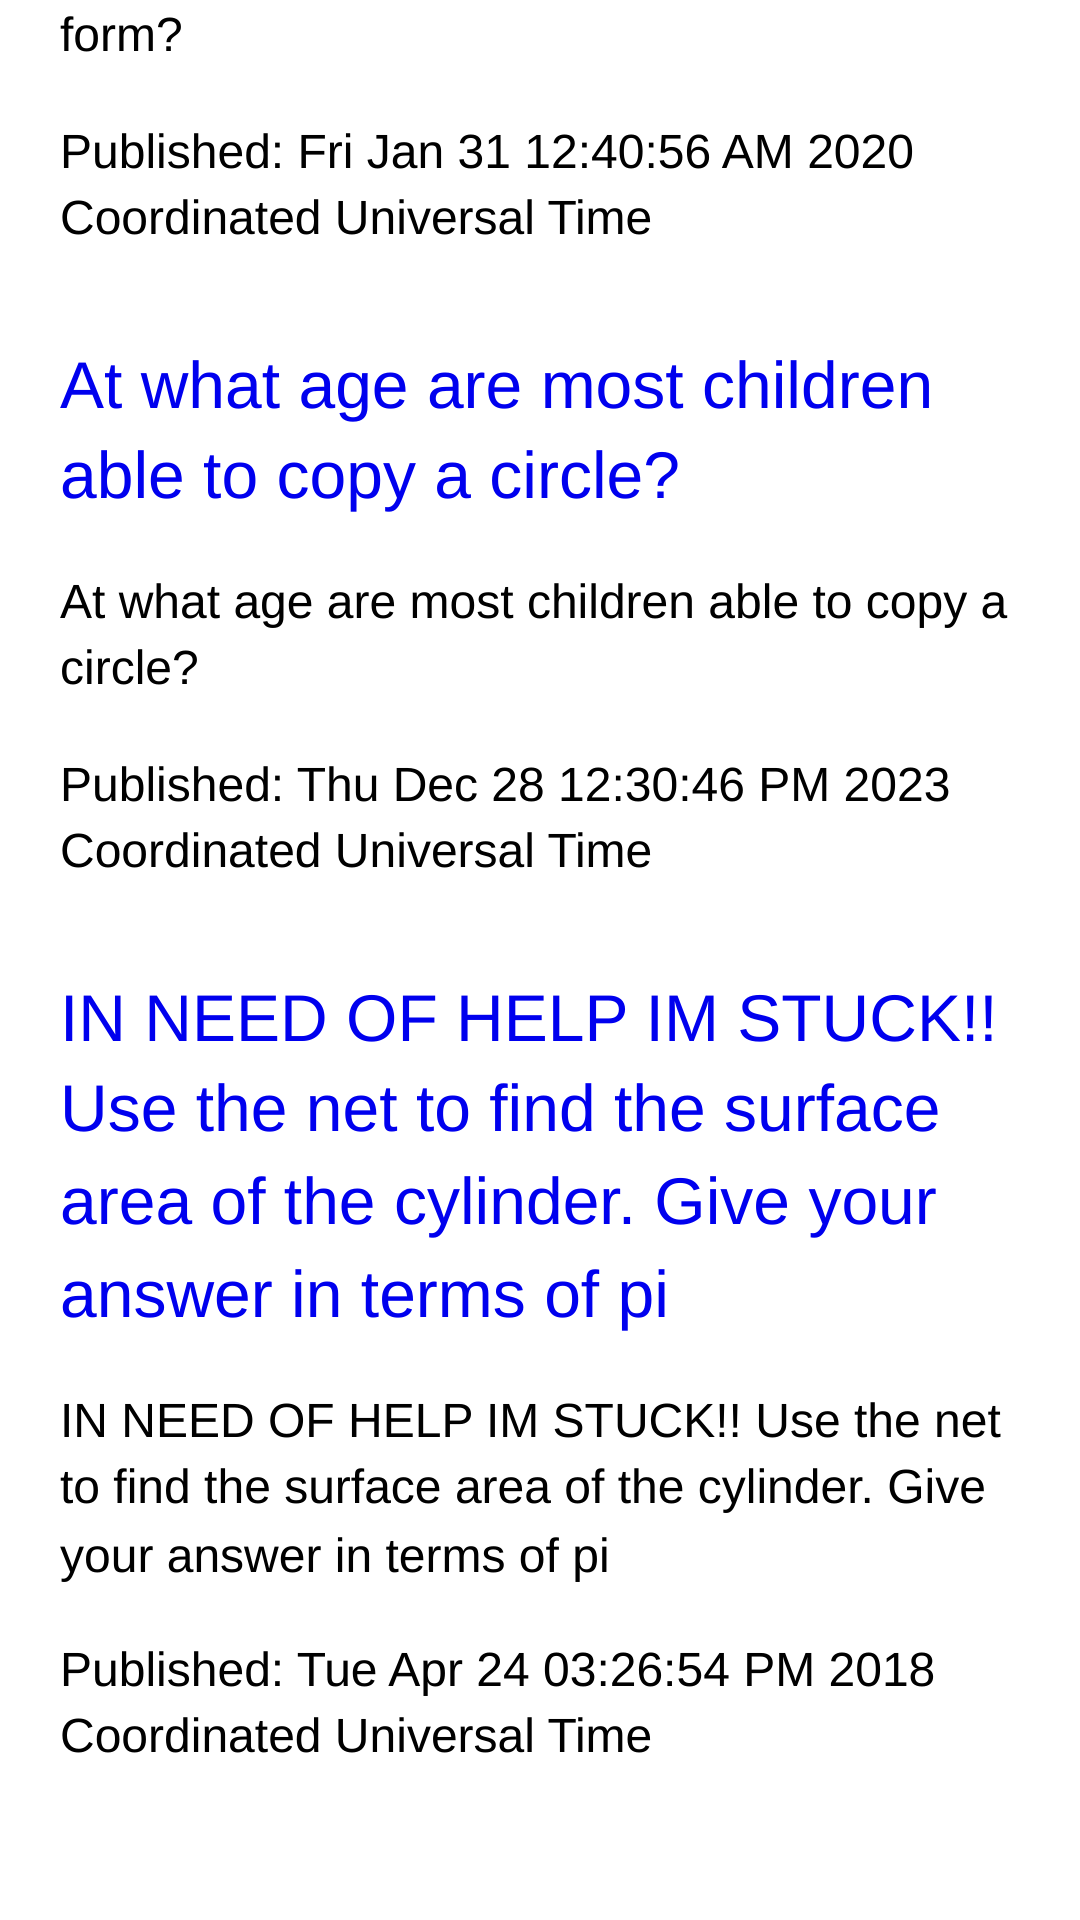 form?
Published: Fri Jan 31 12:40:56 AM 2020
Coordinated Universal Time
At what age are most children
able to copy a circle?
At what age are most children able to copy a
circle?
Published: Thu Dec 28 12:30:46 PM 2023
Coordinated Universal Time
IN NEED OF HELP IM STUCK!!
Use the net to find the surface
area of the cylinder. Give your
answer in terms of pi
IN NEED OF HELP IM STUCK!! Use the net
to find the surface area of the cylinder. Give
your answer in terms of pi
Published: Tue Apr 24 03:26:54 PM 2018
Coordinated Universal Time